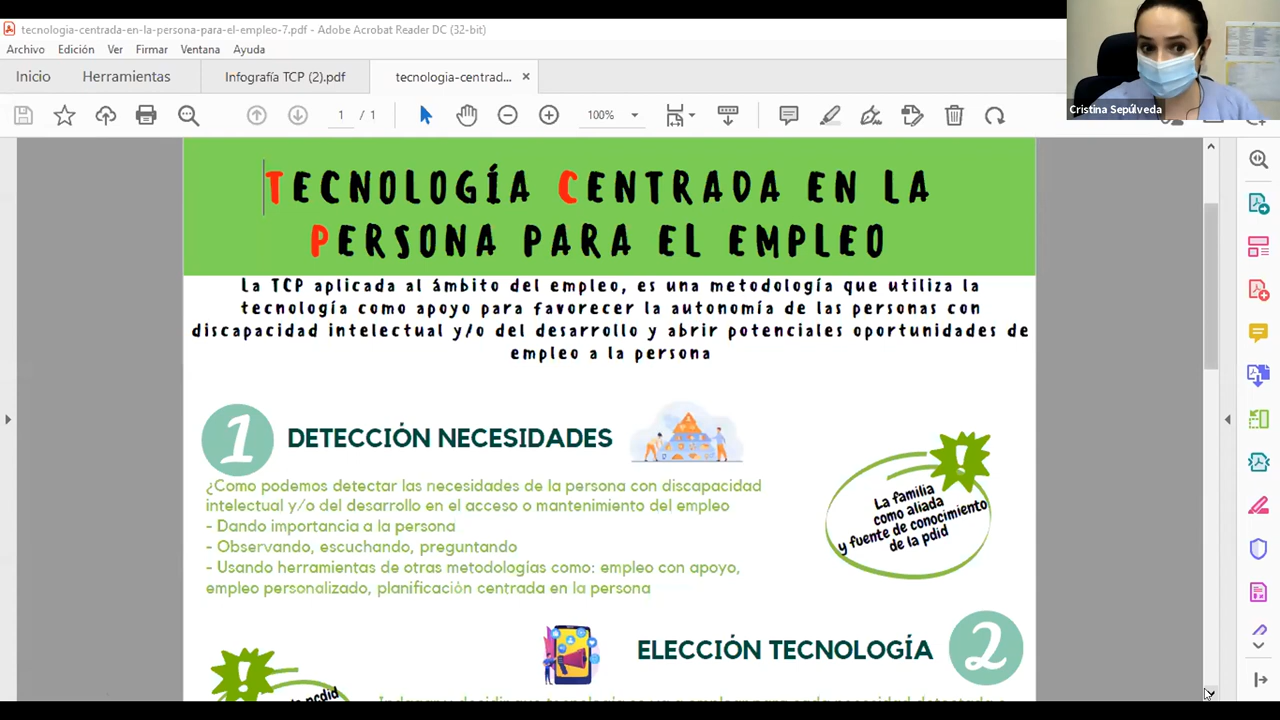 tecnologia-centrada-en-la-persona-para-el-empleo-7.pdf - Adobe Acrobat Reader DC (32-bit)
Archivo Edición Ver Firmar Ventana Ayuda
Inicio Herramientas Infografía TCP (2).pdf tecnologia-centrad... ×
1 / 1 100%
Cristina Sepúlveda
TECNOLOGÍA CENTRADA EN LA
PERSONA PARA EL EMPLEO
La TCP aplicada al ámbito del empleo, es una metodología que utiliza la
tecnología como apoyo para favorecer la autonomía de las personas con
discapacidad intelectual y/o del desarrollo y abrir potenciales oportunidades de
empleo a la persona
1 DETECCIÓN NECESIDADES
¿Como podemos detectar las necesidades de la persona con discapacidad
intelectual y/o del desarrollo en el acceso o mantenimiento del empleo
- Dando importancia a la persona
- Observando, escuchando, preguntando
- Usando herramientas de otras metodologías como: empleo con apoyo,
empleo personalizado, planificación centrada en la persona
!
La familia
como aliada
y fuente de conocimiento
de la pdid
ELECCIÓN TECNOLOGÍA 2
!